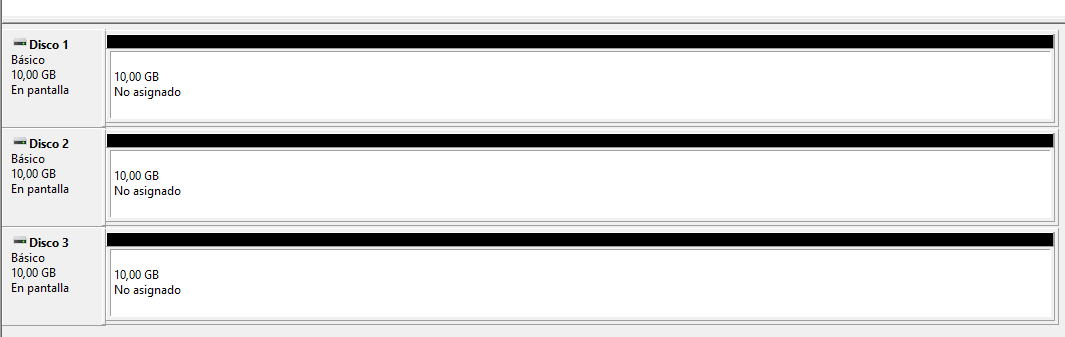 Disco 1
Básico
10,00 GB
En pantalla
10,00 GB
No asignado
Disco 2
Básico
10,00 GB
En pantalla
10,00 GB
No asignado
Disco 3
Básico
10,00 GB
En pantalla
10,00 GB
No asignado